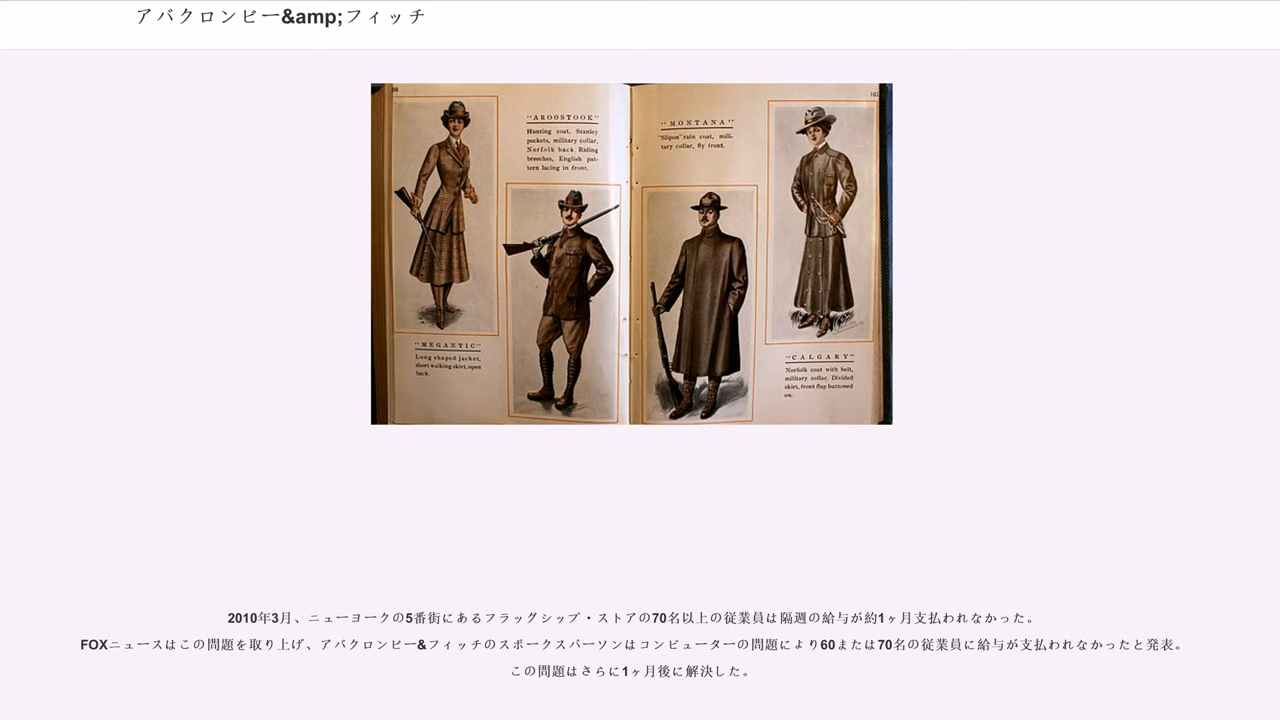 アバクロンビー&amp;フィッチ
66
"AROOSTOOK"
Hunting coat, Stanley
pockets, military collar,
Norfolk back. Riding
breeches, English pat-
tern lacing in front.
"MEGANTIC"
Long shaped jacket,
short walking skirt, open
back.
167
"MONTANA"
"Slipon" rain coat, mili-
tary collar, fly front.
"CALGARY"
Norfolk coat with belt,
military collar. Divided
skirt, front flap buttoned
on.
2010年3月、ニューヨークの5番街にあるフラッグシップ・ストアの70名以上の従業員は隔週の給与が約1ヶ月支払われなかった。
FOXニュースはこの問題を取り上げ、アバクロンビー&フィッチのスポークスパーソンはコンピューターの問題により60または70名の従業員に給与が支払われなかったと発表。
この問題はさらに1ヶ月後に解決した。